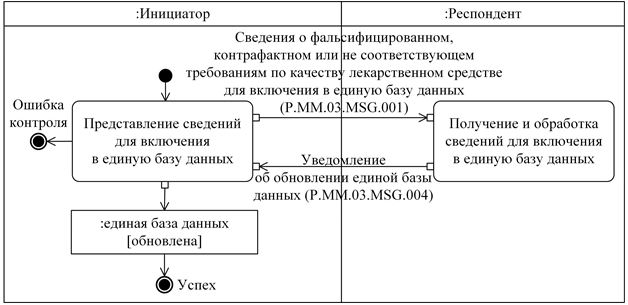 :Инициатор
:Респондент
Сведения о фальсифицированном,
контрафактном или не соответствующем
требованиям по качеству лекарственном средстве
для включения в единую базу данных
(P.MM.03.MSG.001)
Ошибка
контроля
Представление сведений
для включения
в единую базу данных
Получение и обработка
сведений для включения
в единую базу данных
Уведомление
об обновлении единой базы
данных (P.MM.03.MSG.004)
:единая база данных
[обновлена]
Успех